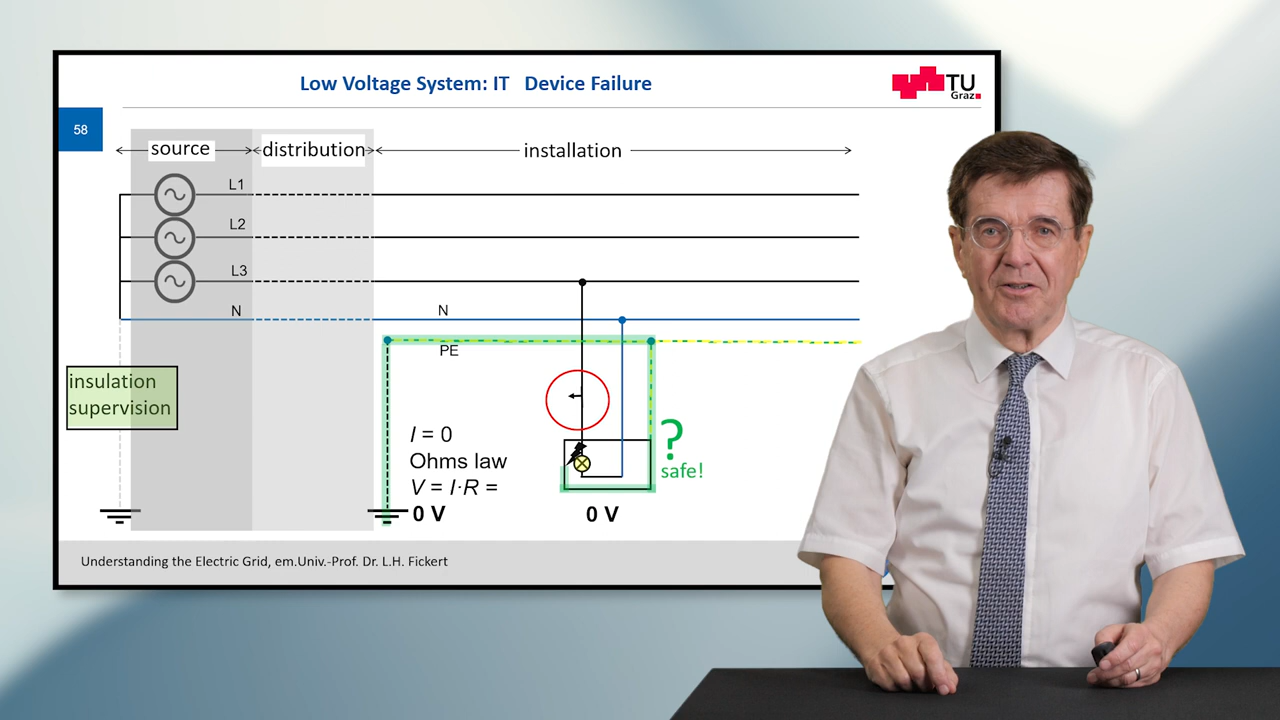 Low Voltage System: IT Device Failure
TU
Graz
58
source
distribution
installation
L1
L2
L3
N
N
PE
insulation
supervision
I = 0
Ohms law
V = I·R =
0 V
0 V
?
safe!
Understanding the Electric Grid, em.Univ.-Prof. Dr. L.H. Fickert